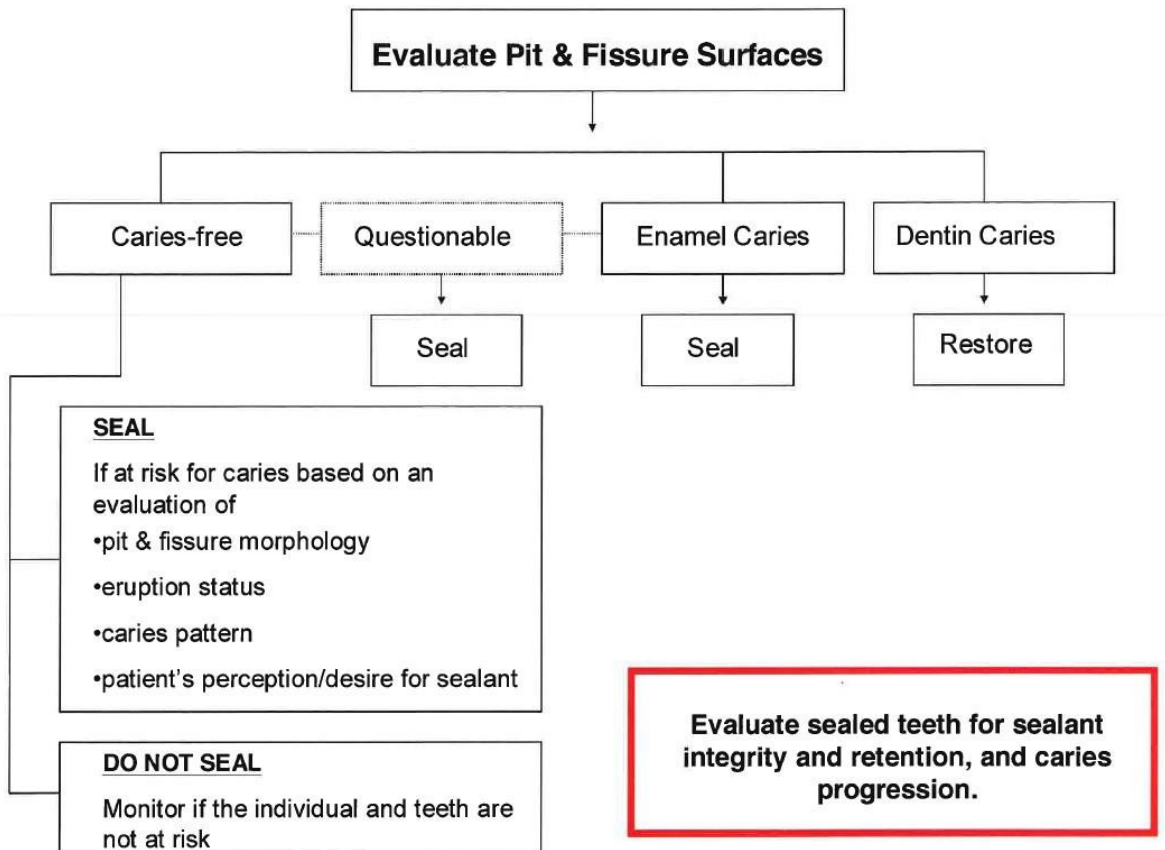 Evaluate Pit & Fissure Surfaces
Caries-free
Questionable
Enamel Caries
Dentin Caries
Seal
Seal
Restore
SEAL
If at risk for caries based on an
evaluation of
•pit & fissure morphology
•eruption status
•caries pattern
•patient's perception/desire for sealant
DO NOT SEAL
Monitor if the individual and teeth are
not at risk
Evaluate sealed teeth for sealant
integrity and retention, and caries
progression.